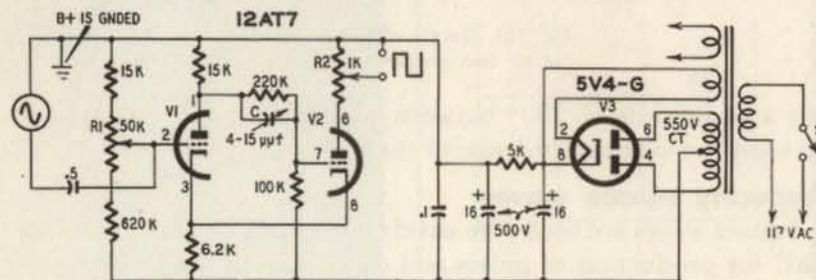 B+ IS GNDED
12AT7
15K
R1
50K
.5
620K
2
V1
1
3
15K
220K
C
4-15 µµf
100K
6.2K
R2
1K
V2
6
7
8
5K
.1
16
+
500V
+
16
5V4-G
V3
2
8
6
4
550V
CT
117VAC
S